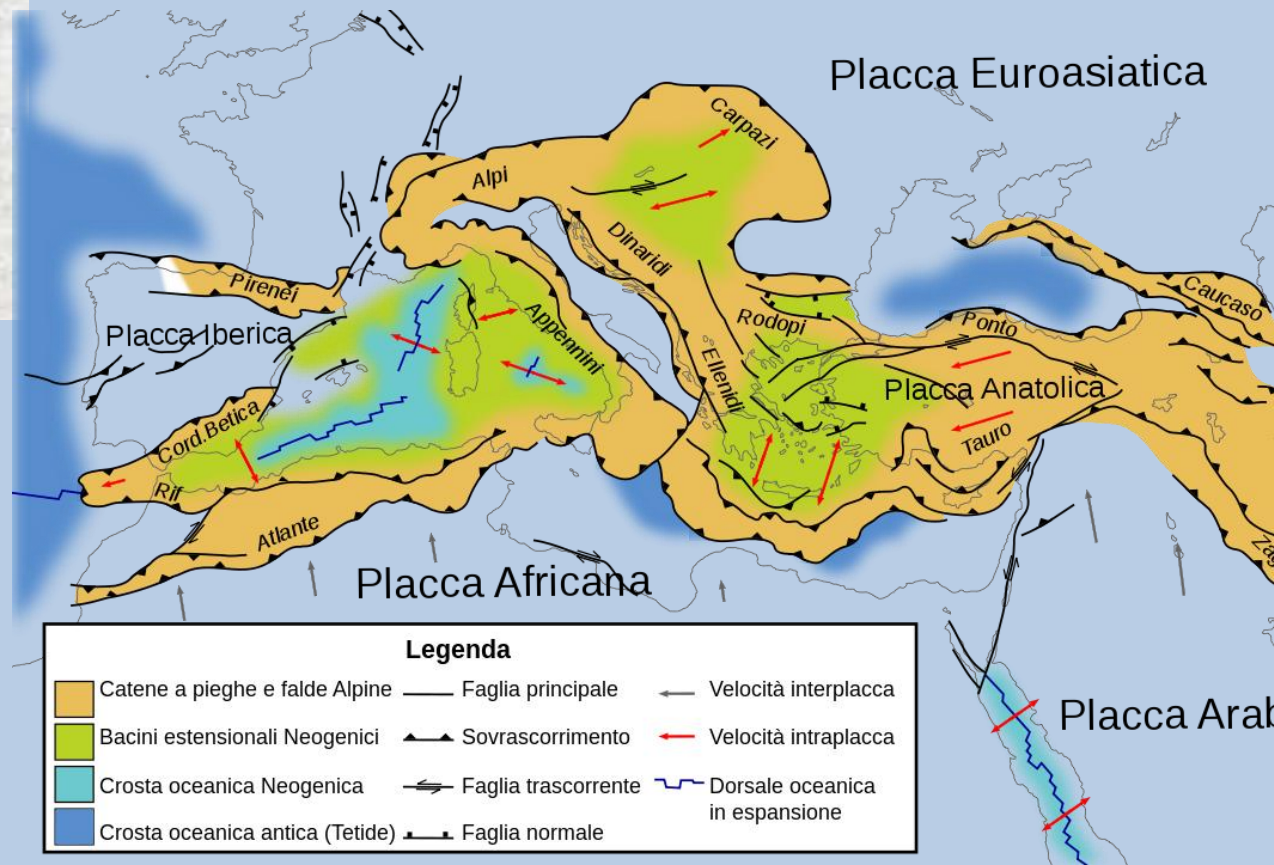 Placca Euroasiatica
Carpazi
Alpi
Dinaridi
Pirenei
Caucaso
Placca Iberica
Appennini
Rodopi
Ponto
Ellenidi
Placca Anatolica
Cord.Betica
Tauro
Rif
Atlante
Zag
Placca Africana
Placca Arab
Legenda
Catene a pieghe e falde Alpine
Faglia principale
Velocità interplacca
Bacini estensionali Neogenici
Sovrascorrimento
Velocità intraplacca
Crosta oceanica Neogenica
Faglia trascorrente
Dorsale oceanica
in espansione
Crosta oceanica antica (Tetide)
Faglia normale